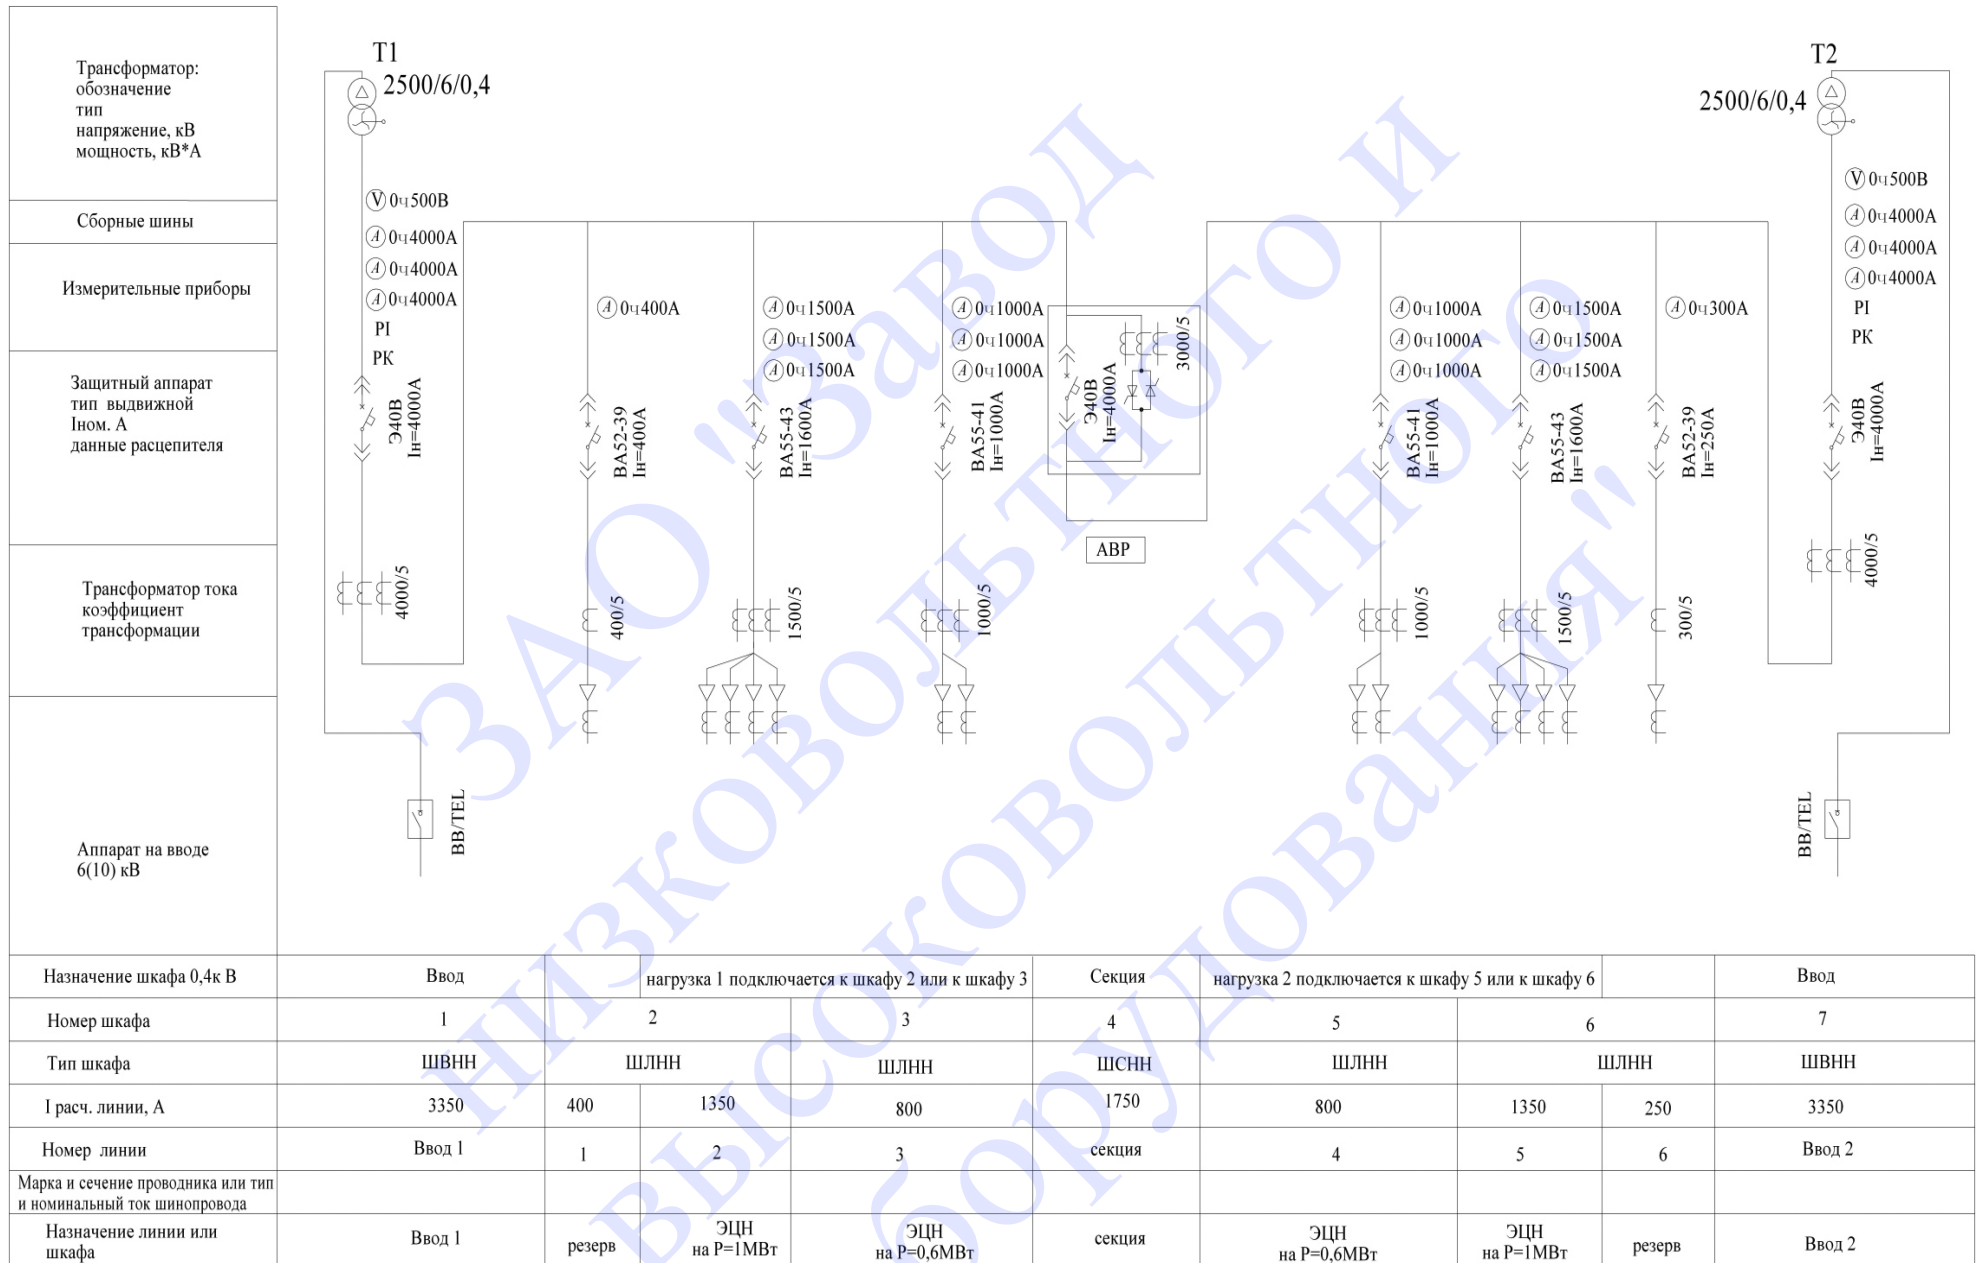 Трансформатор:
обозначение
тип
напряжение, кВ
мощность, кВ*А
Сборные шины
Измерительные приборы
Защитный аппарат
тип выдвижной
Iном. А
данные расцепителя
Трансформатор тока
коэффициент
трансформации
Аппарат на вводе
6(10) кВ
Т1
2500/6/0,4
V 0ч500В
А 0ч4000А
А 0ч4000А
А 0ч4000А
PI
РК
Э40В
Iн=4000А
4000/5
ВВ/TEL
А 0ч400А
ВА52-39
Iн=400А
400/5
А 0ч1500А
А 0ч1500А
А 0ч1500А
ВА55-43
Iн=1600А
1500/5
А 0ч1000А
А 0ч1000А
А 0ч1000А
ВА55-41
Iн=1000А
1000/5
Э40В
Iн=4000А
3000/5
АВР
А 0ч1000А
А 0ч1000А
А 0ч1000А
ВА55-41
Iн=1000А
1000/5
А 0ч1500А
А 0ч1500А
А 0ч1500А
ВА55-43
Iн=1600А
1500/5
А 0ч300А
ВА52-39
Iн=250А
300/5
Т2
2500/6/0,4
V 0ч500В
А 0ч4000А
А 0ч4000А
А 0ч4000А
PI
РК
Э40В
Iн=4000А
4000/5
ВВ/TEL
Назначение шкафа 0,4к В Ввод нагрузка 1 подключается к шкафу 2 или к шкафу 3 Секция нагрузка 2 подключается к шкафу 5 или к шкафу 6 Ввод
Номер шкафа 1 2 3 4 5 6 7
Тип шкафа ШВНН ШЛНН ШЛНН ШСНН ШЛНН ШЛНН ШВНН
I расч. линии, А 3350 400 1350 800 1750 800 1350 250 3350
Номер линии Ввод 1 1 2 3 секция 4 5 6 Ввод 2
Марка и сечение проводника или тип
и номинальный ток шинопровода
Назначение линии или
шкафа
Ввод 1
резерв
ЭЦН
на Р=1МВт
ЭЦН
на Р=0,6МВт
секция
ЭЦН
на Р=0,6МВт
ЭЦН
на Р=1МВт
резерв
Ввод 2
ЗАО "Завод
низковольтного и
высоковольтного
борудования"